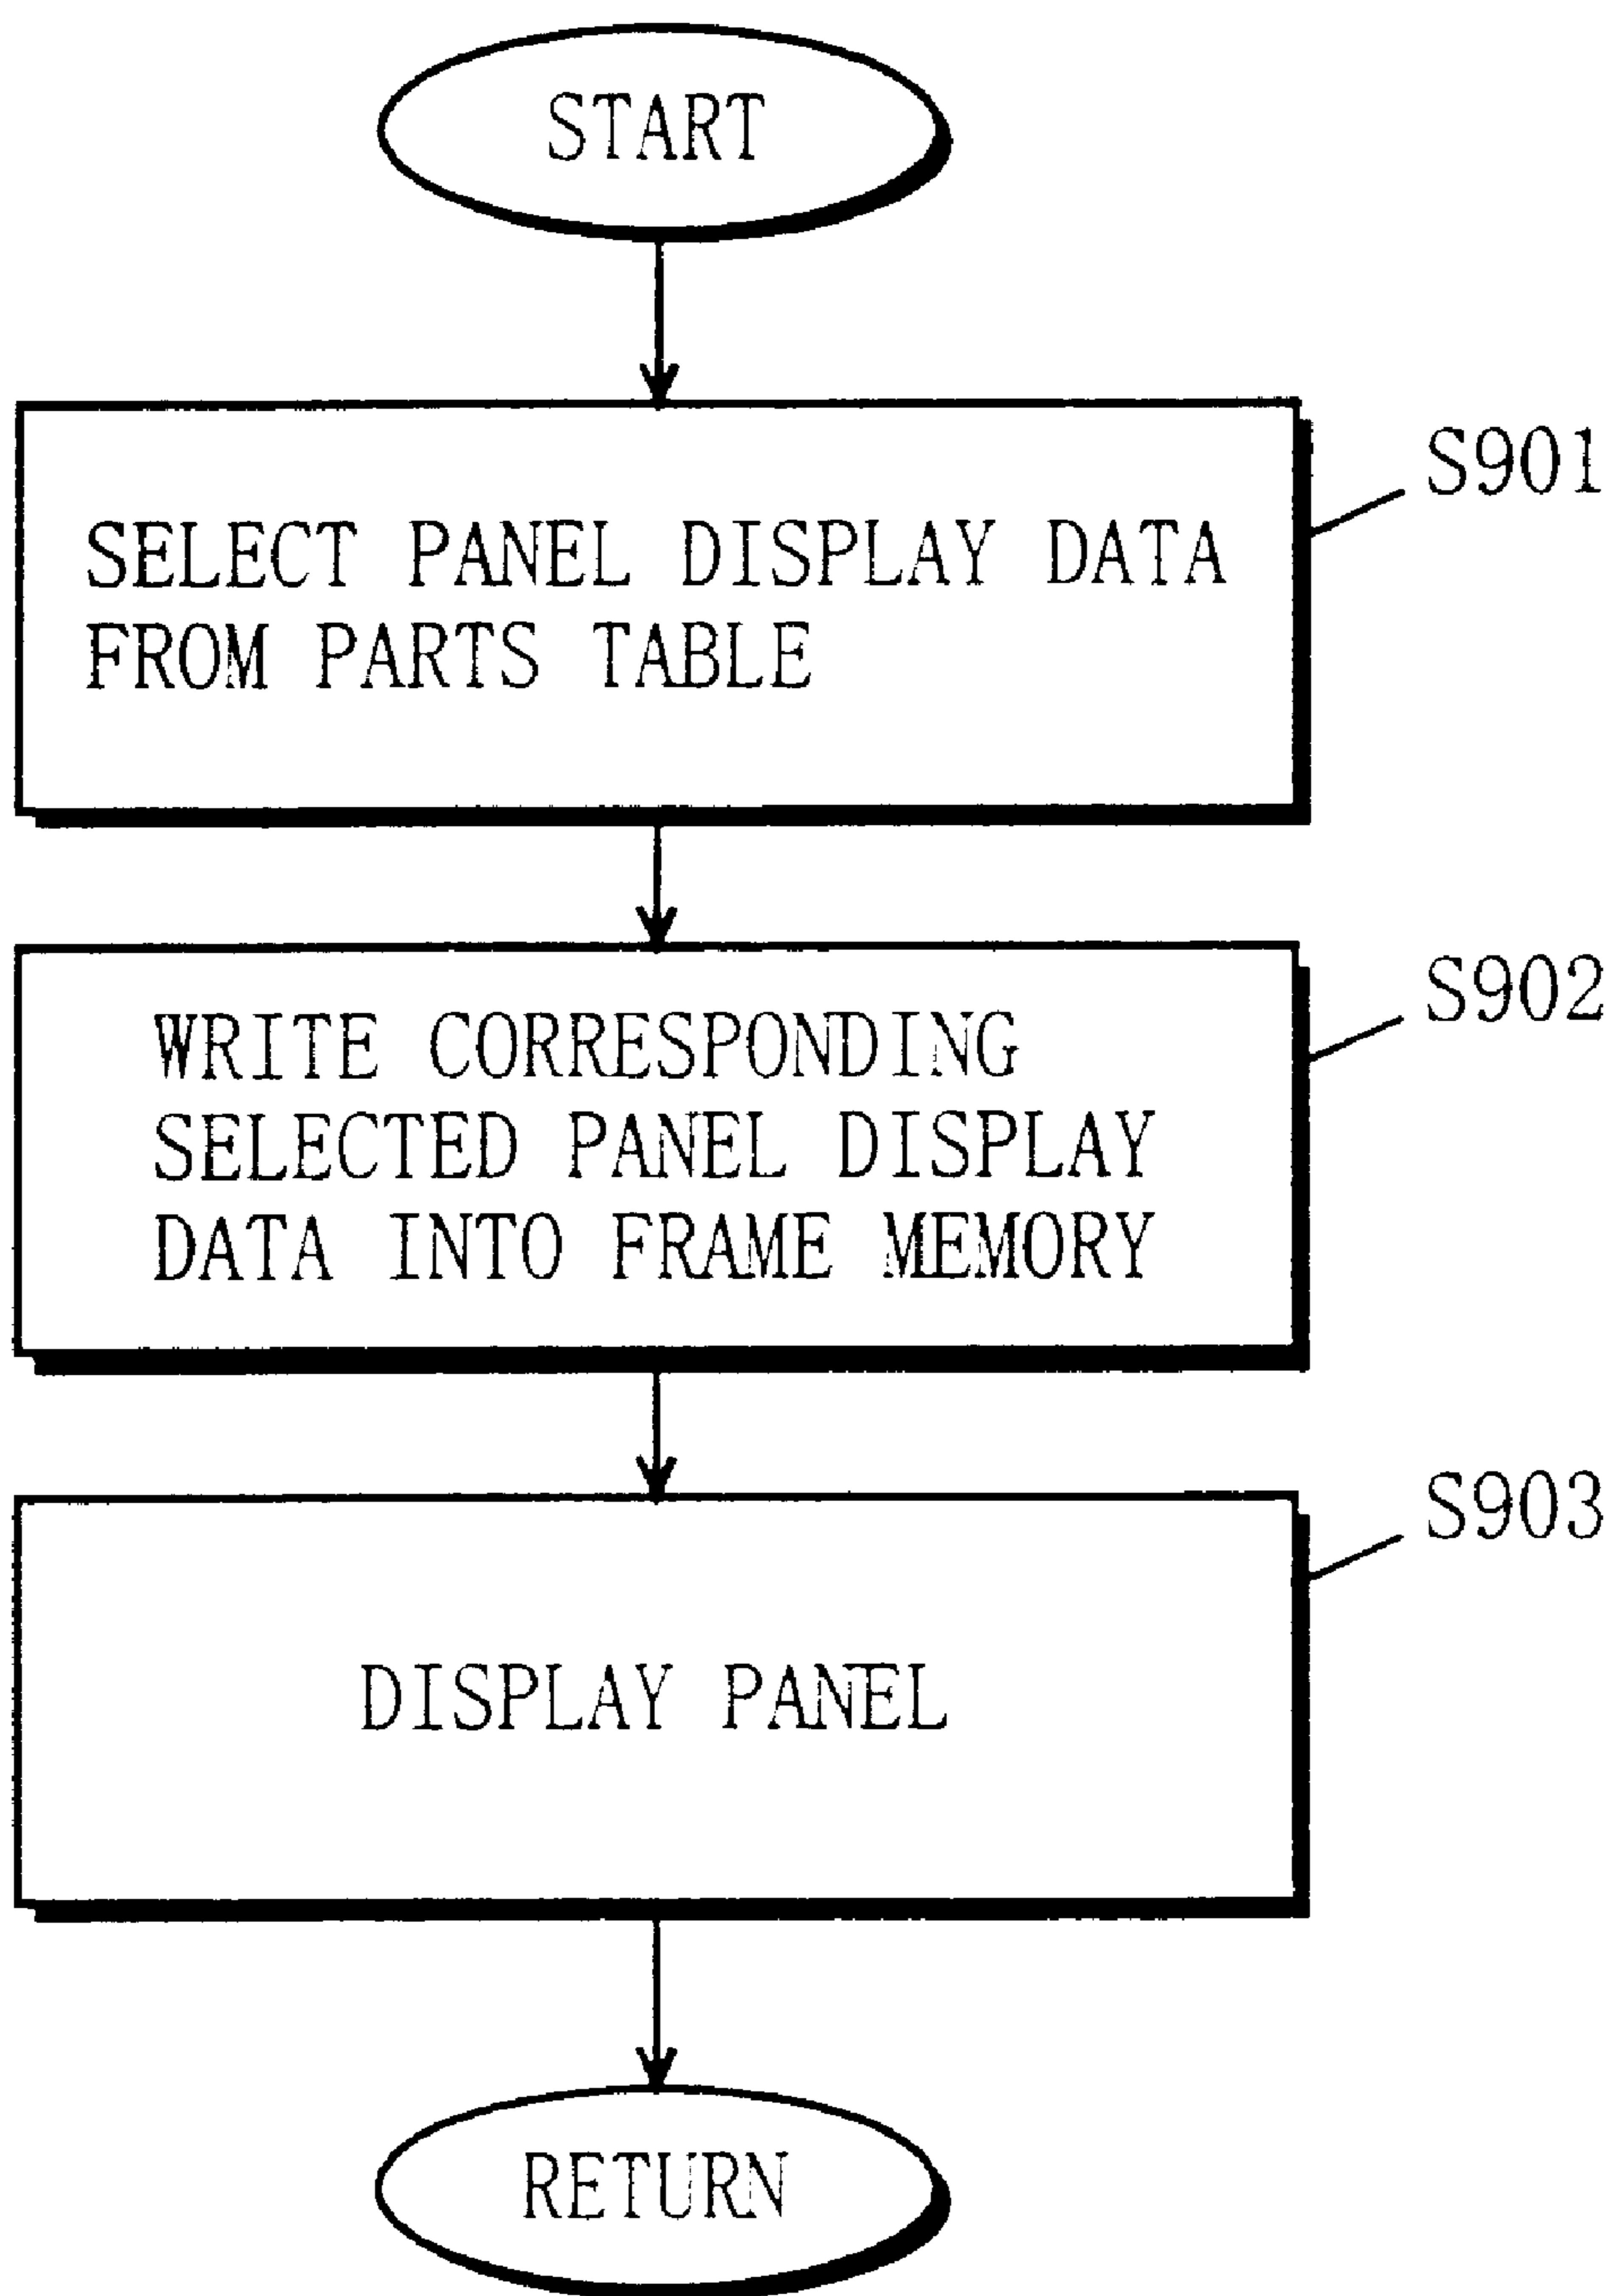 START
S901
SELECT PANEL DISPLAY DATA
FROM PARTS TABLE
S902
WRITE CORRESPONDING
SELECTED PANEL DISPLAY
DATA INTO FRAME MEMORY
S903
DISPLAY PANEL
RETURN